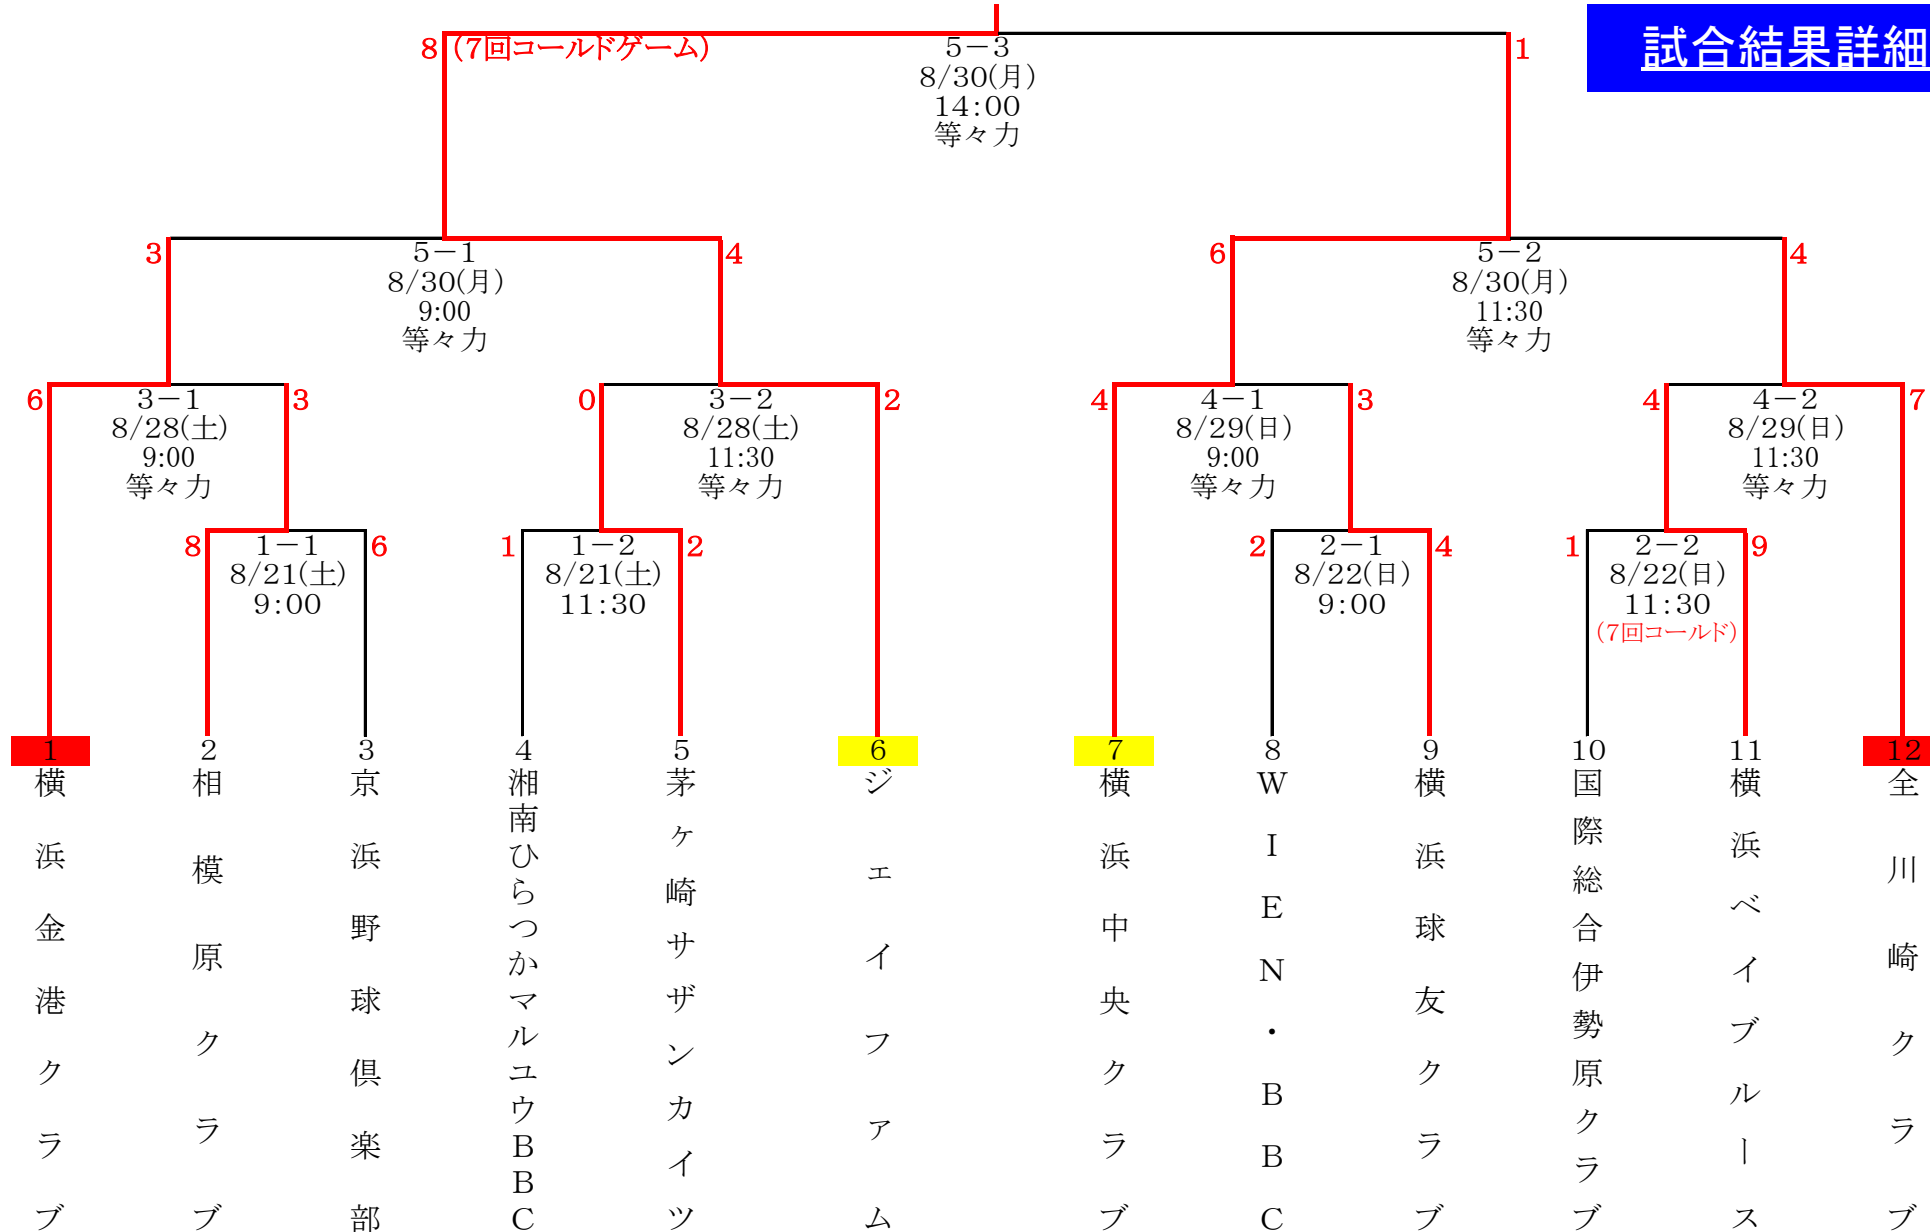 試合結果詳細
8 (7回コールドゲーム)
5－3
1
8/30(月)
14:00
等々力
3
5－1
4
8/30(月)
9:00
等々力
6
5－2
4
8/30(月)
11:30
等々力
6
3－1
3
8/28(土)
9:00
等々力
0
3－2
2
8/28(土)
11:30
等々力
4
4－1
3
8/29(日)
9:00
等々力
4
4－2
7
8/29(日)
11:30
等々力
8
1－1
6
8/21(土)
9:00
1
1－2
2
8/21(土)
11:30
2
2－1
4
8/22(日)
9:00
1
2－2
9
8/22(日)
11:30
(7回コールド)
1
横浜金港クラブ
2
相模原クラブ
3
京浜野球倶楽部
4
湘南ひらつかマルユウBBC
5
茅ヶ崎サザンカイツ
6
ジェイファム
7
横浜中央クラブ
8
WIEN・BBC
9
横浜球友クラブ
10
国際総合伊勢原クラブ
11
横浜ベイブルース
12
全川崎クラブ